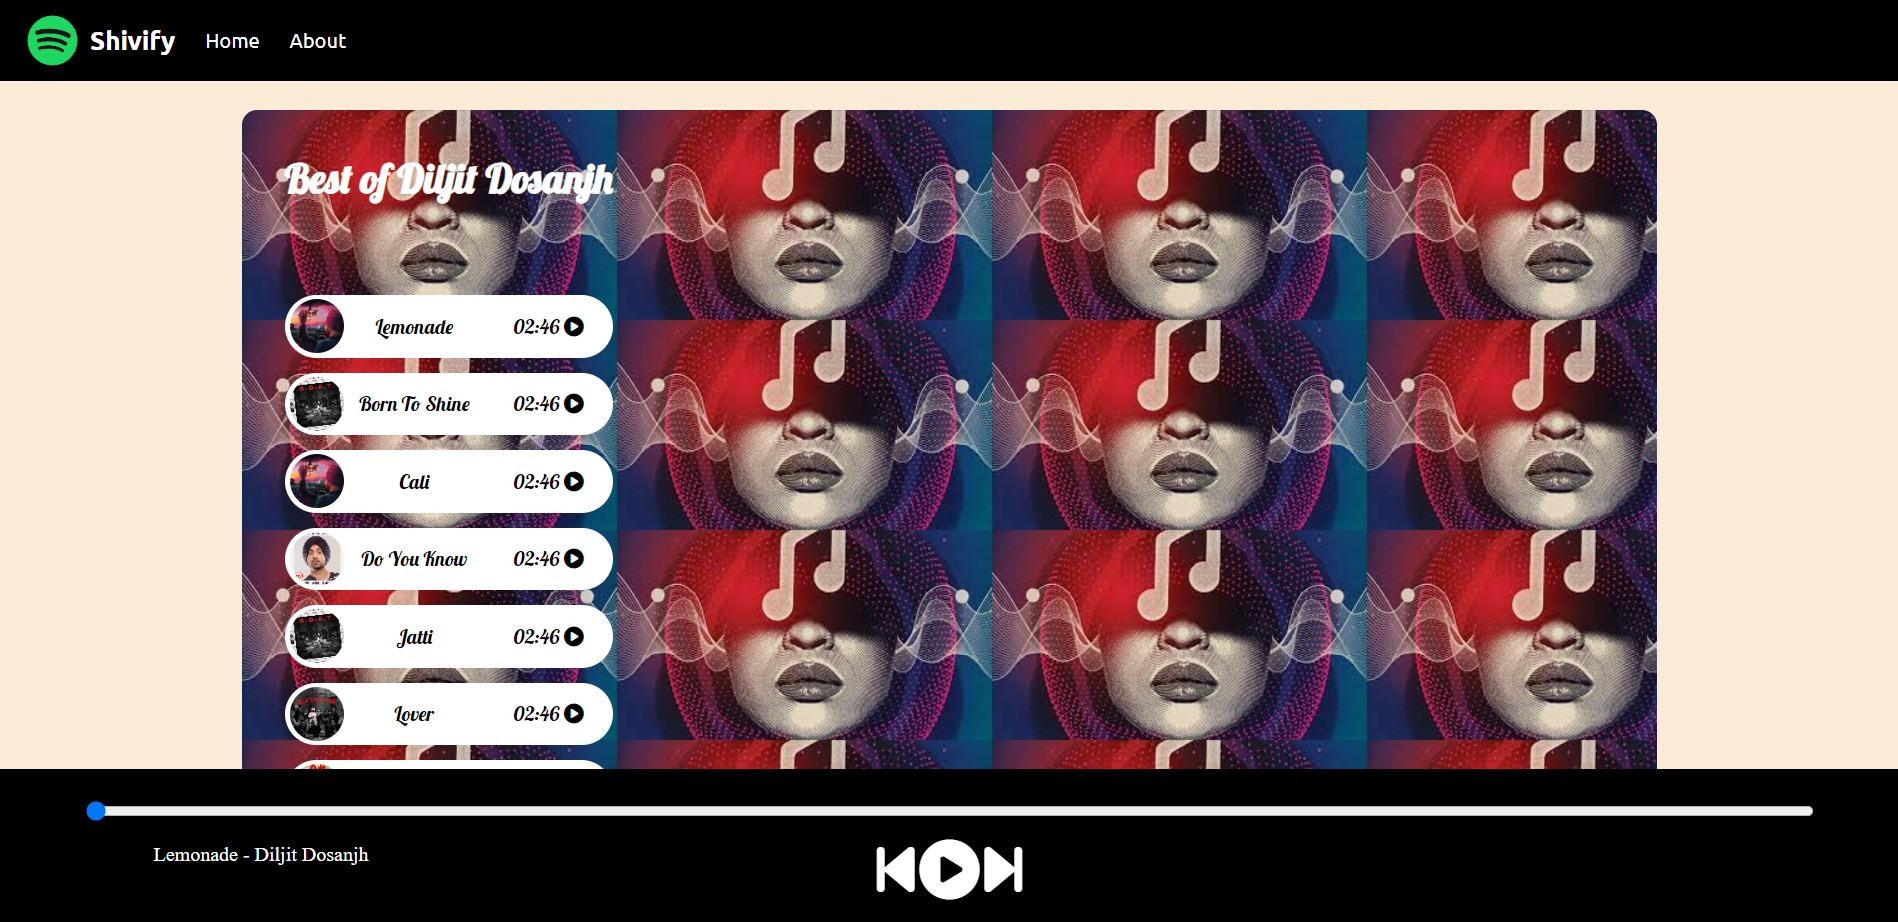 Shivify Home About
Best of Diljit Dosanjh
Lemonade 02:46
Born To Shine 02:46
Cali 02:46
Do You Know 02:46
Jatti 02:46
Lover 02:46
Lemonade - Diljit Dosanjh